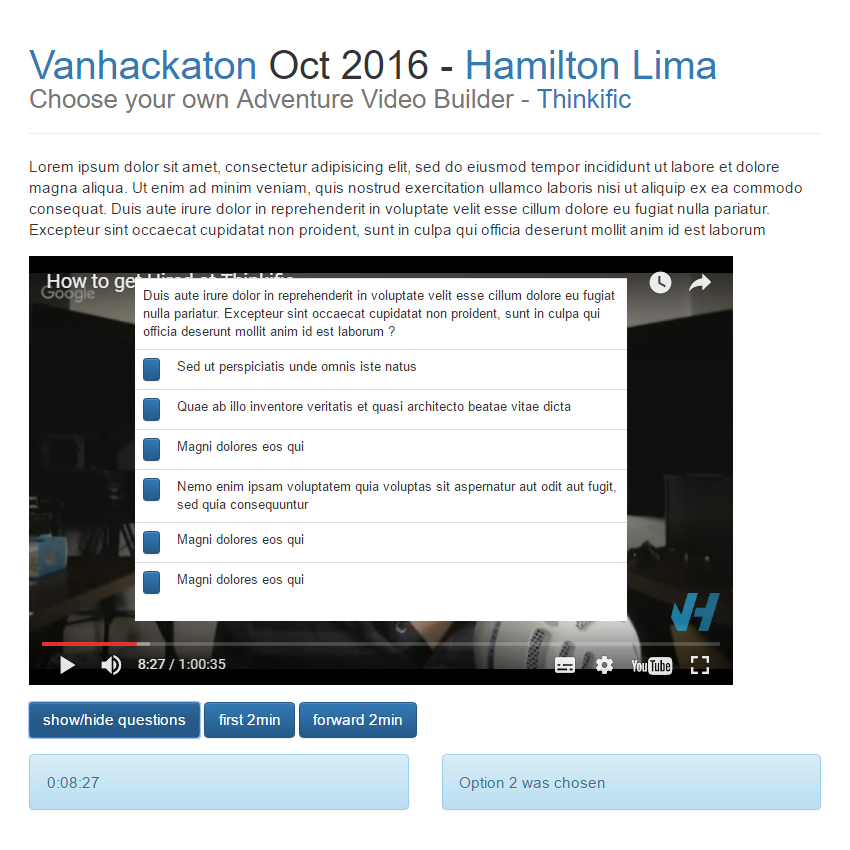 Vanhackaton Oct 2016 - Hamilton Lima
Choose your own Adventure Video Builder - Thinkific
Lorem ipsum dolor sit amet, consectetur adipisicing elit, sed do eiusmod tempor incididunt ut labore et dolore
magna aliqua. Ut enim ad minim veniam, quis nostrud exercitation ullamco laboris nisi ut aliquip ex ea commodo
consequat. Duis aute irure dolor in reprehenderit in voluptate velit esse cillum dolore eu fugiat nulla pariatur.
Excepteur sint occaecat cupidatat non proident, sunt in culpa qui officia deserunt mollit anim id est laborum
How to get Hired at Thinkific
Google
Duis aute irure dolor in reprehenderit in voluptate velit esse cillum dolore eu fugiat
nulla pariatur. Excepteur sint occaecat cupidatat non proident, sunt in culpa qui
officia deserunt mollit anim id est laborum ?
Sed ut perspiciatis unde omnis iste natus
Quae ab illo inventore veritatis et quasi architecto beatae vitae dicta
Magni dolores eos qui
Nemo enim ipsam voluptatem quia voluptas sit aspernatur aut odit aut fugit,
sed quia consequuntur
Magni dolores eos qui
Magni dolores eos qui
VH
8:27 / 1:00:35
YouTube
show/hide questions
first 2min
forward 2min
0:08:27
Option 2 was chosen